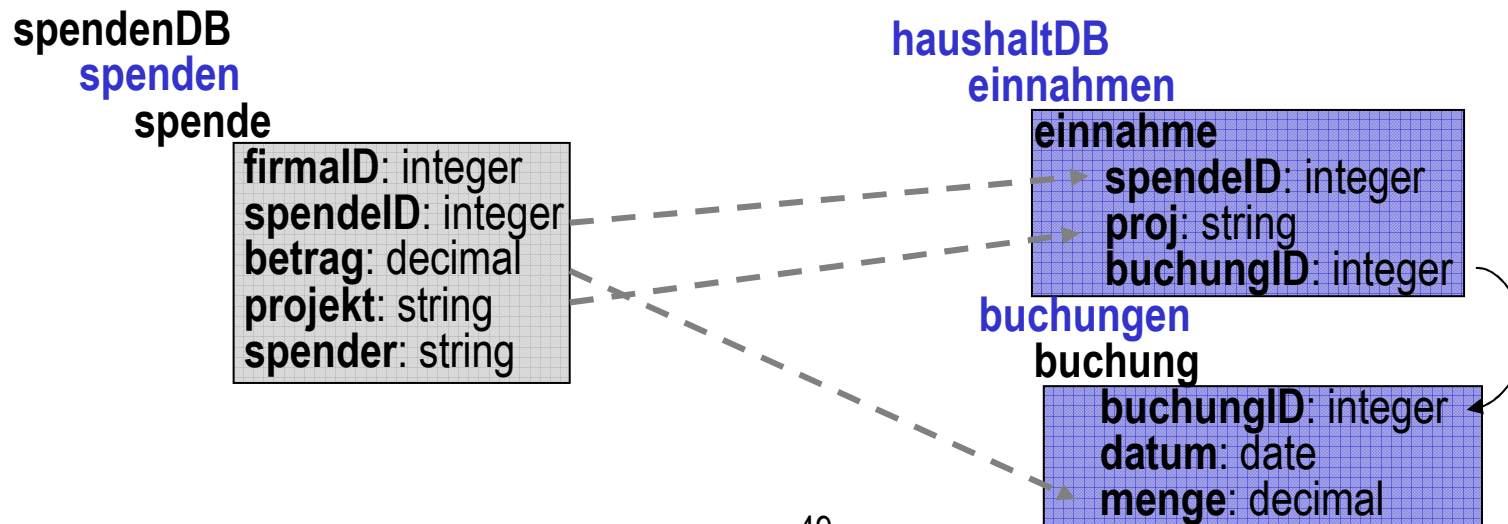 spendenDB
spenden
spende
firmaID: integer
spendeID: integer
betrag: decimal
projekt: string
spender: string
haushaltDB
einnahmen
einnahme
spendeID: integer
proj: string
buchungID: integer
buchungen
buchung
buchungID: integer
datum: date
menge: decimal